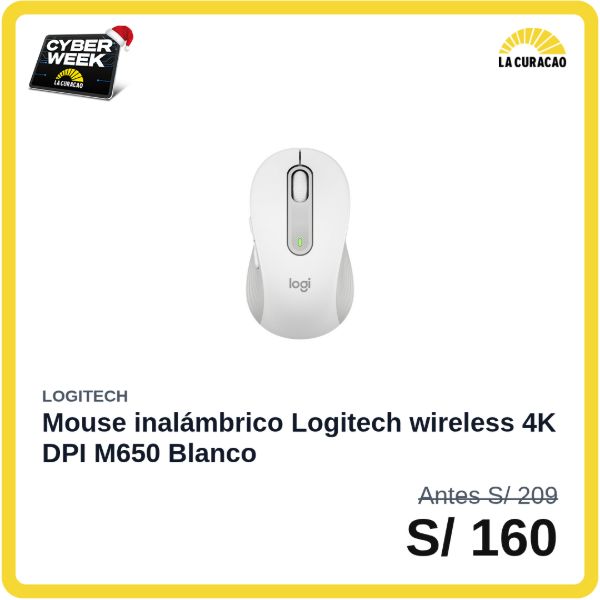 CYBER
WEEK
LA CURACAO
LA CURACAO
logi
LOGITECH
Mouse inalámbrico Logitech wireless 4K
DPI M650 Blanco
Antes S/ 209
S/ 160